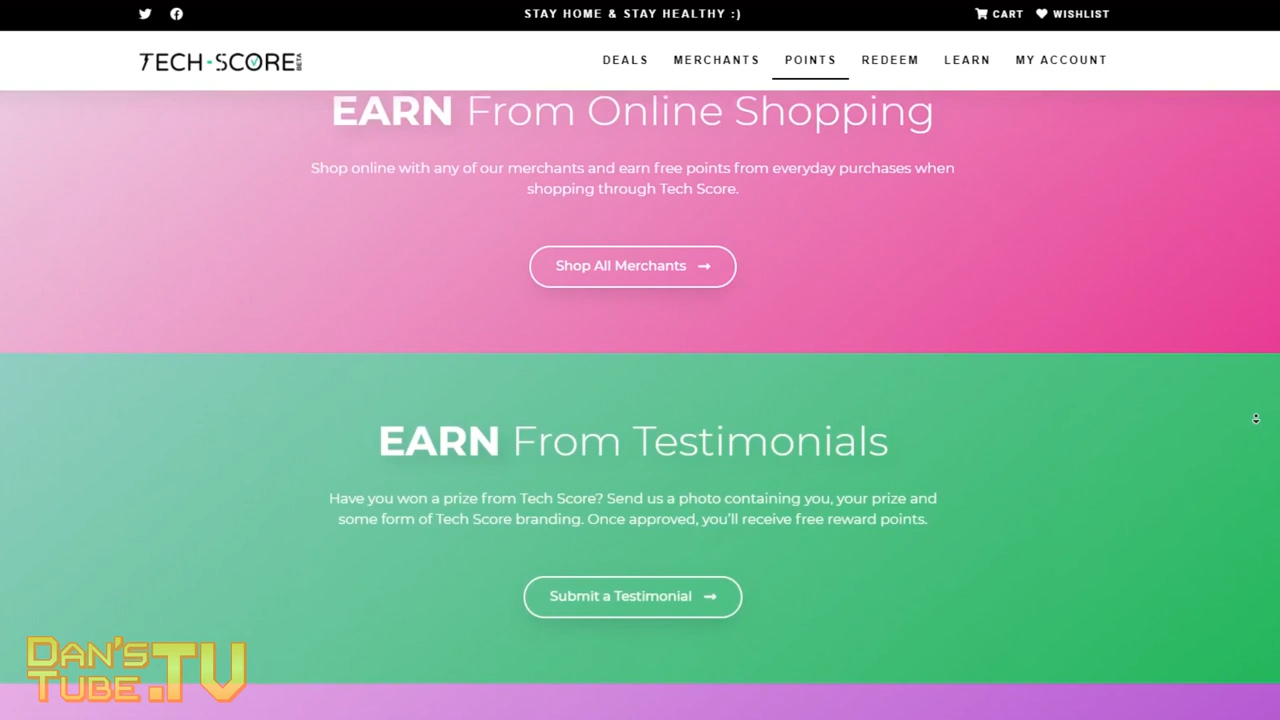 STAY HOME & STAY HEALTHY :)
CART
WISHLIST
TECH-SCORE BETA
DEALS
MERCHANTS
POINTS
REDEEM
LEARN
MY ACCOUNT
EARN From Online Shopping
Shop online with any of our merchants and earn free points from everyday purchases when
shopping through Tech Score.
Shop All Merchants
EARN From Testimonials
Have you won a prize from Tech Score? Send us a photo containing you, your prize and
some form of Tech Score branding. Once approved, you'll receive free reward points.
Submit a Testimonial
DAN'S
TUBE.TV